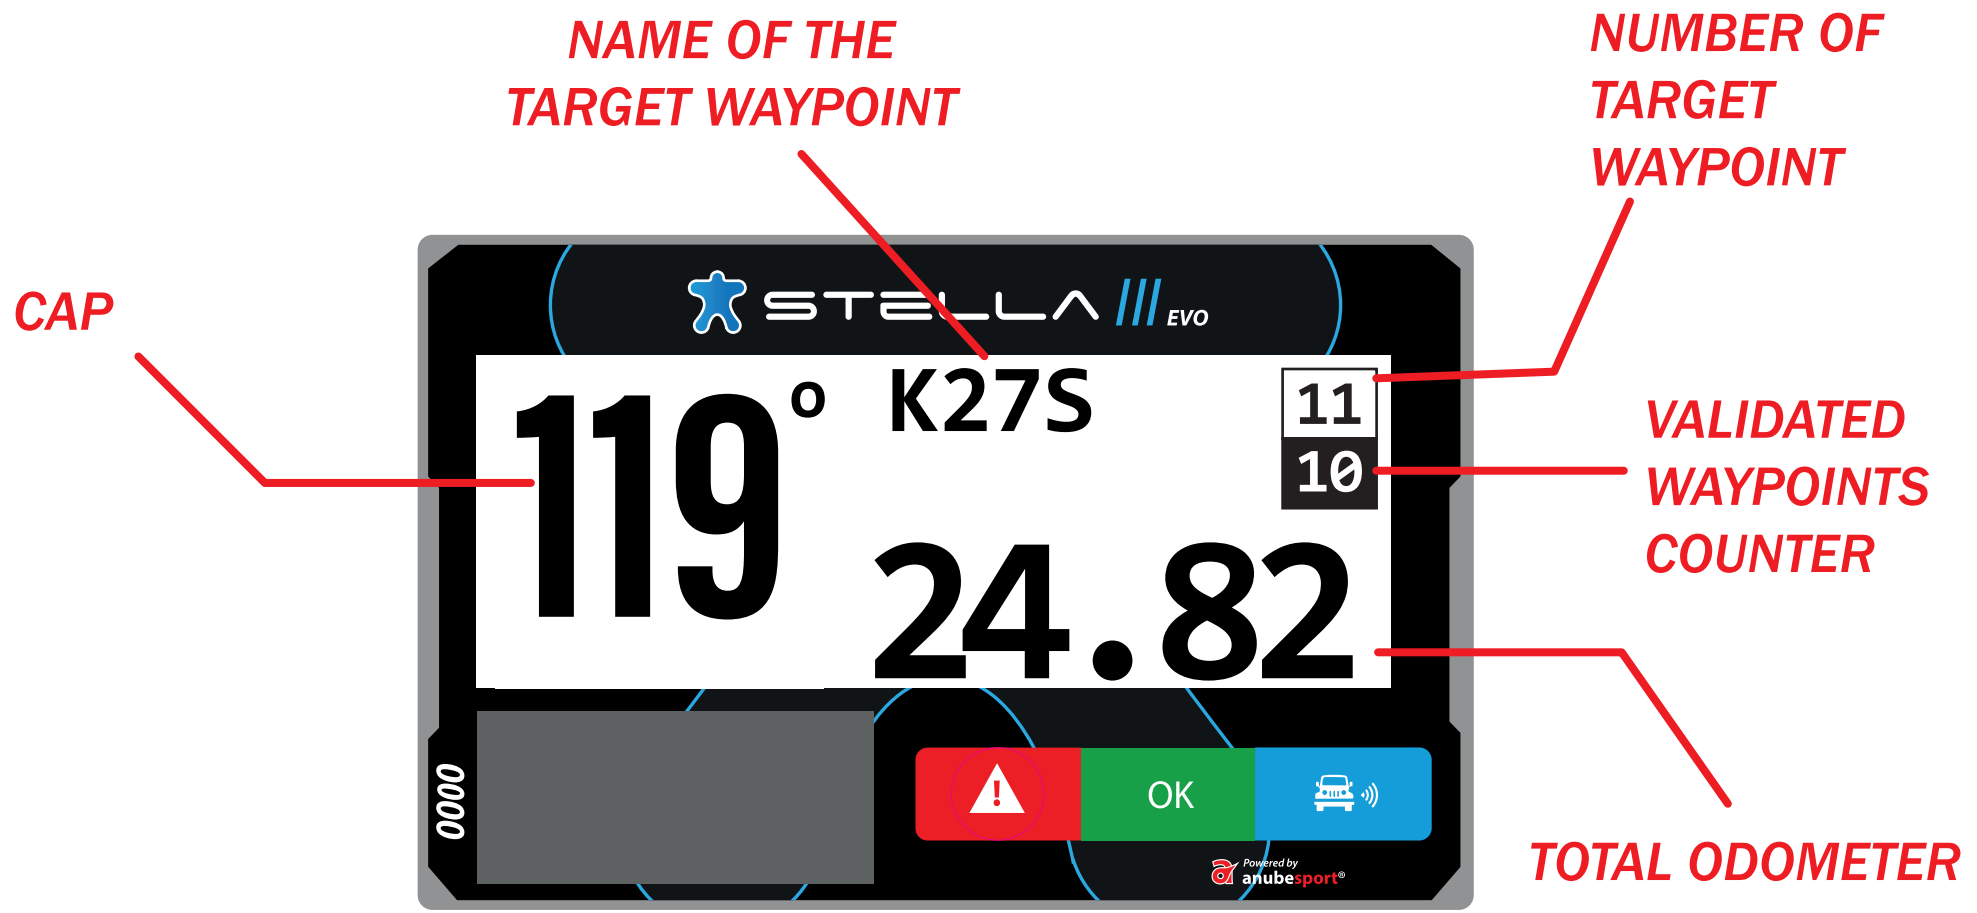 NAME OF THE
TARGET WAYPOINT
NUMBER OF
TARGET
WAYPOINT
CAP
STELLA III EVO
119°
K27S
11
10
24.82
VALIDATED
WAYPOINTS
COUNTER
0000
!
OK
Powered by
anubesport®
TOTAL ODOMETER